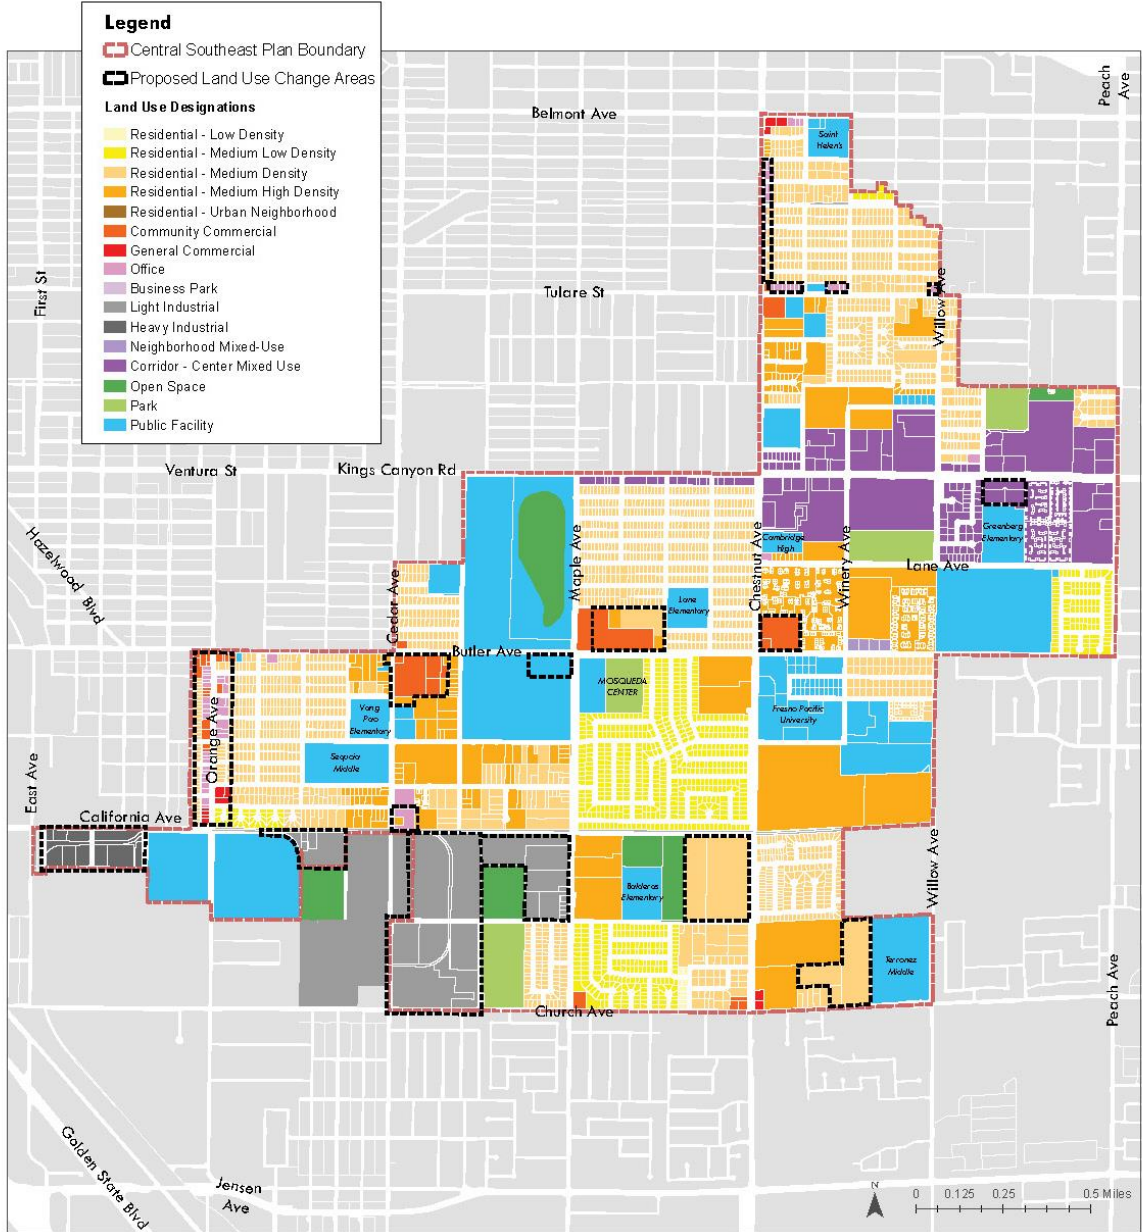 Legend
Central Southeast Plan Boundary
Proposed Land Use Change Areas
Land Use Designations
Residential - Low Density
Residential - Medium Low Density
Residential - Medium Density
Residential - Medium High Density
Residential - Urban Neighborhood
Community Commercial
General Commercial
Office
Business Park
Light Industrial
Heavy Industrial
Neighborhood Mixed-Use
Corridor - Center Mixed Use
Open Space
Park
Public Facility
Peach
Ave
Belmont Ave
Saint
Helen's
First St
Tulare St
Willow Ave
Ventura St
Kings Canyon Rd
Hazelwood Blvd
Cedar Ave
Maple Ave
Chestnut Ave
Cambridge
High
Winery Ave
Greenberg
Elementary
Lane Ave
Lane
Elementary
Butler Ave
MOSQUEDA
CENTER
Vang
Pao
Elementary
Fresno Pacific
University
Orange Ave
Sequoia
Middle
East Ave
California Ave
Willow Ave
Balderas
Elementary
Terronez
Middle
Church Ave
Peach Ave
Golden State Blvd
Jensen
Ave
N
0 0.125 0.25 0.5 Miles